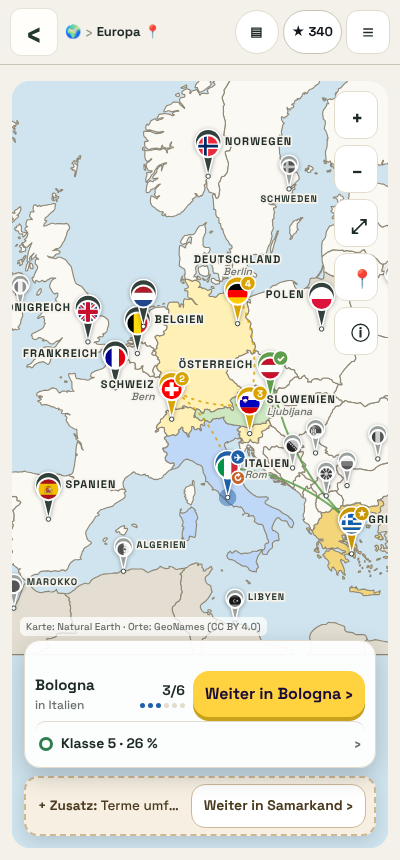 <
🌍 > Europa 📍
★ 340
NORWEGEN
SCHWEDEN
DEUTSCHLAND
Berlin
4
POLEN
NIGREICH
BELGIEN
FRANKREICH
ÖSTERREICH
SCHWEIZ
Bern
2
3
SLOWENIEN
Ljubljana
ITALIEN
Rom
SPANIEN
GRI
ALGERIEN
MAROKKO
LIBYEN
+
−
Karte: Natural Earth · Orte: GeoNames (CC BY 4.0)
Bologna
in Italien
3/6
Weiter in Bologna >
Klasse 5 · 26 %
>
+ Zusatz: Terme umf…
Weiter in Samarkand >